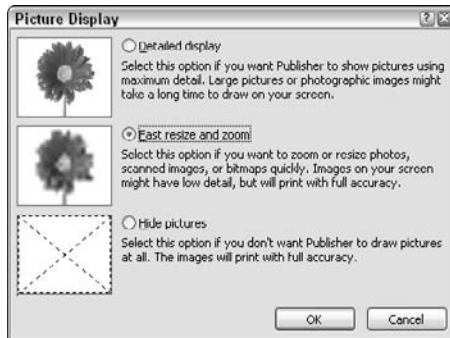 Picture Display
Detailed display
Select this option if you want Publisher to show pictures using
maximum detail. Large pictures or photographic images might
take a long time to draw on your screen.
Fast resize and zoom
Select this option if you want to zoom or resize photos,
scanned images, or bitmaps quickly. Images on your screen
might have low detail, but will print with full accuracy.
Hide pictures
Select this option if you don't want Publisher to draw pictures
at all. The images will print with full accuracy.
OK
Cancel